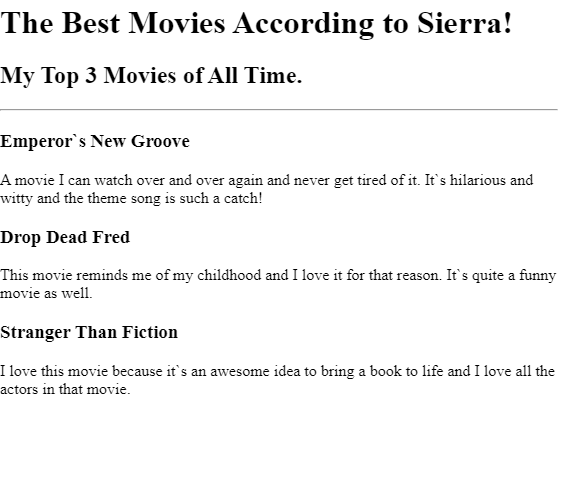 The Best Movies According to Sierra!
My Top 3 Movies of All Time.
Emperor`s New Groove
A movie I can watch over and over again and never get tired of it. It`s hilarious and
witty and the theme song is such a catch!
Drop Dead Fred
This movie reminds me of my childhood and I love it for that reason. It`s quite a funny
movie as well.
Stranger Than Fiction
I love this movie because it`s an awesome idea to bring a book to life and I love all the
actors in that movie.